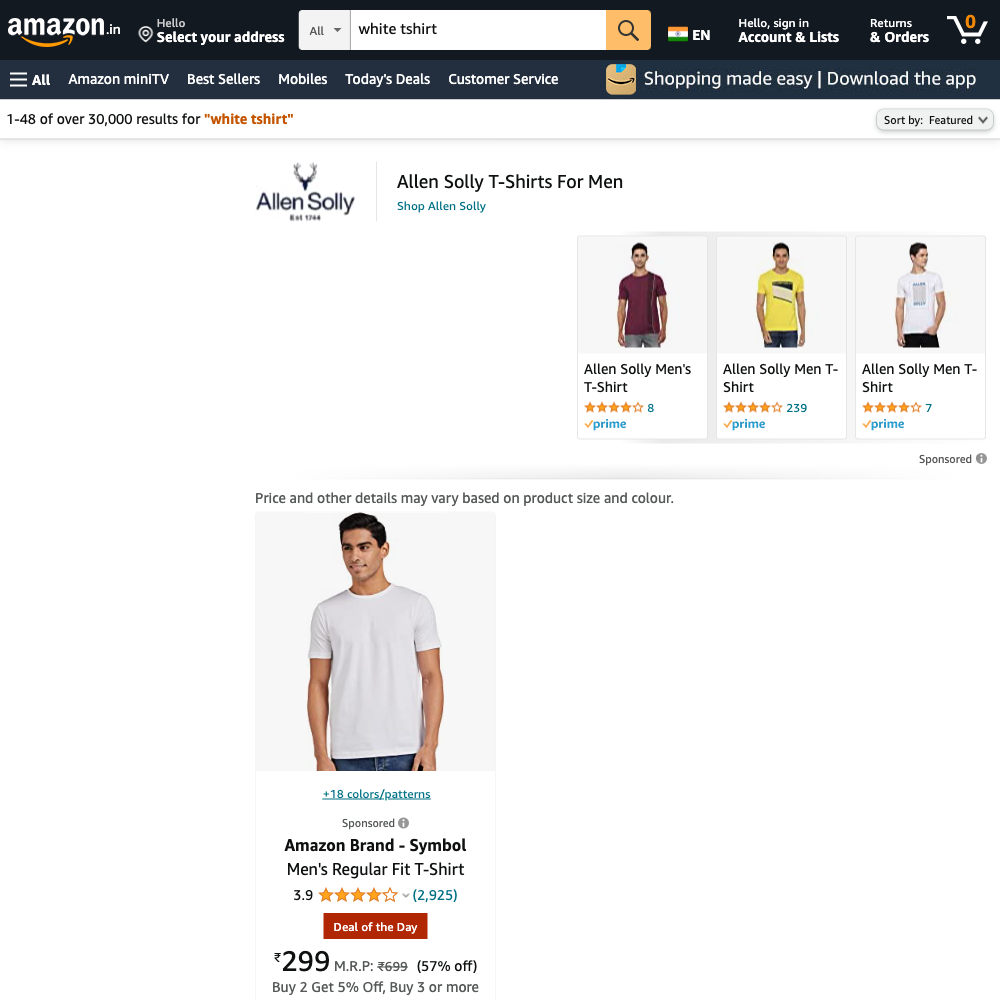 amazon.in
Hello
Select your address
All
white tshirt
EN
Hello, sign in
Account & Lists
Returns
& Orders
0
All
Amazon miniTV
Best Sellers
Mobiles
Today's Deals
Customer Service
Shopping made easy | Download the app
1-48 of over 30,000 results for "white tshirt"
Sort by: Featured
Allen Solly
Est 1744
Allen Solly T-Shirts For Men
Shop Allen Solly
ALLEN
SOLLY
Allen Solly Men's
T-Shirt
8
prime
Allen Solly Men T-
Shirt
239
prime
Allen Solly Men T-
Shirt
7
prime
Sponsored
Price and other details may vary based on product size and colour.
+18 colors/patterns
Sponsored
Amazon Brand - Symbol
Men's Regular Fit T-Shirt
3.9 (2,925)
Deal of the Day
₹299 M.R.P: ₹699 (57% off)
Buy 2 Get 5% Off, Buy 3 or more